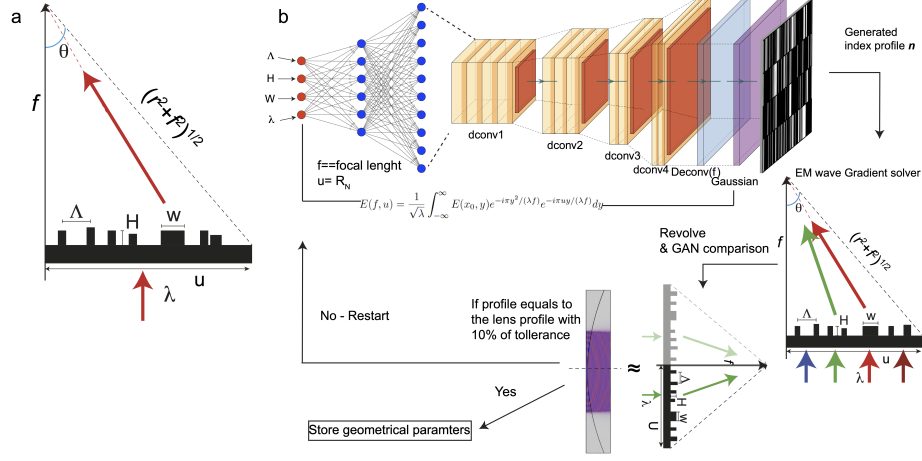 a
θ
f
(r²+f²)^1/2
Λ
H
w
u
λ
b
Λ
H
W
λ
f==focal lenght
u= R_N
dconv1
dconv2
dconv3
dconv4
Deconv(f)
Gaussian
Generated
index profile n
E(f, u) = 1/√λ ∫_{-∞}^{∞} E(x₀, y)e^{-iπy²/(λf)}e^{-iπuy/(λf)}dy
EM wave Gradient solver
θ
f
(r²+f²)^1/2
Λ
H
w
u
λ
Revolve
& GAN comparison
If profile equals to
the lens profile with
10% of tollerance
≈
f
Λ
H
w
λ
U
No - Restart
Yes
Store geometrical paramters